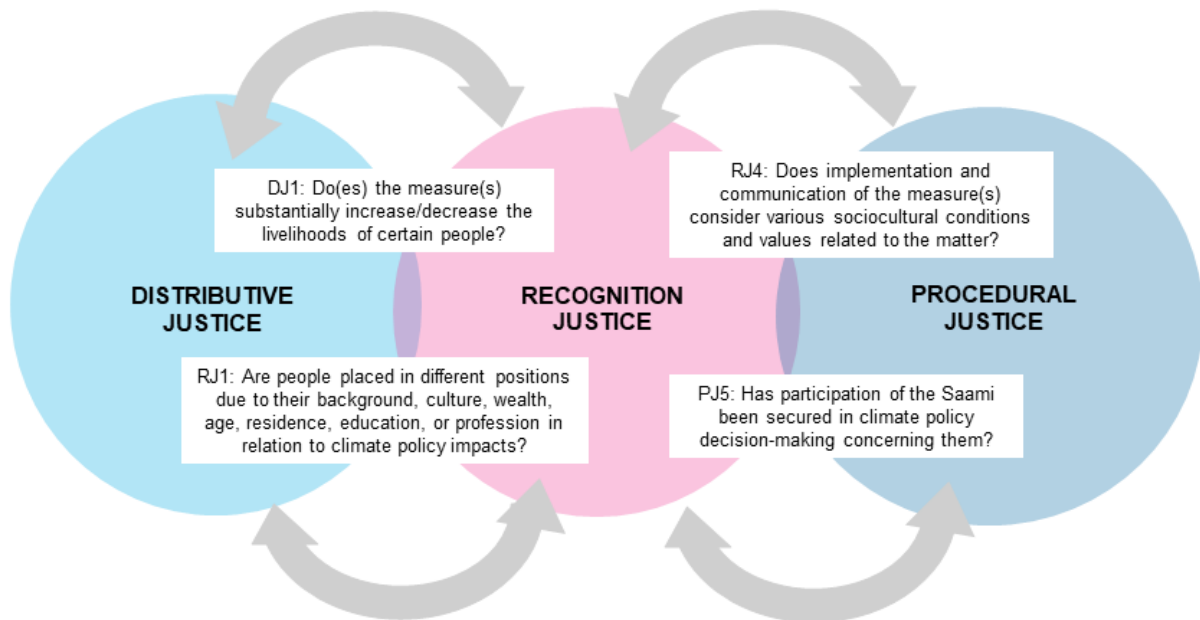 DJ1: Do(es) the measure(s)
substantially increase/decrease the
livelihoods of certain people?
RJ4: Does implementation and
communication of the measure(s)
consider various sociocultural conditions
and values related to the matter?
DISTRIBUTIVE
JUSTICE
RECOGNITION
JUSTICE
PROCEDURAL
JUSTICE
RJ1: Are people placed in different positions
due to their background, culture, wealth,
age, residence, education, or profession in
relation to climate policy impacts?
PJ5: Has participation of the Saami
been secured in climate policy
decision-making concerning them?